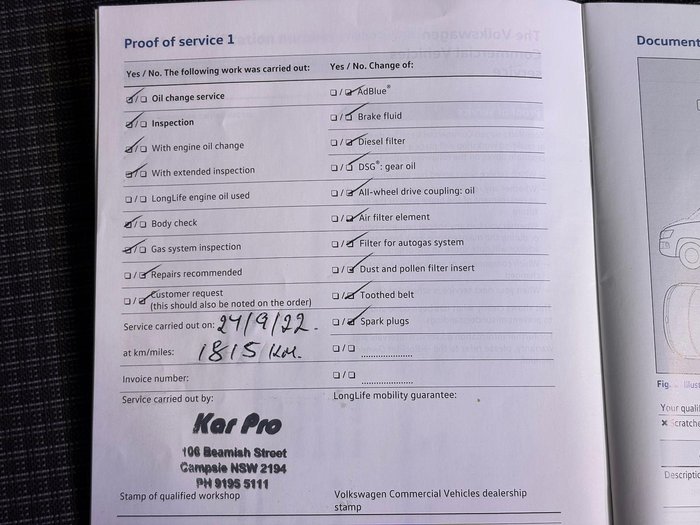 Proof of service 1
Yes / No. The following work was carried out:
Oil change service
Inspection
With engine oil change
With extended inspection
LongLife engine oil used
Body check
Gas system inspection
Repairs recommended
Customer request
(this should also be noted on the order)
Service carried out on: 24/9/22.
at km/miles: 1815 km.
Invoice number:
Service carried out by:
Kar Pro
106 Beamish Street
Campsie NSW 2194
PH 9195 5111
Stamp of qualified workshop
Yes / No. Change of:
AdBlue®
Brake fluid
Diesel filter
DSG®: gear oil
All-wheel drive coupling: oil
Air filter element
Filter for autogas system
Dust and pollen filter insert
Toothed belt
Spark plugs
LongLife mobility guarantee:
Volkswagen Commercial Vehicles dealership
stamp
Document
Fig.
Your quali
Scratche
Descriptio